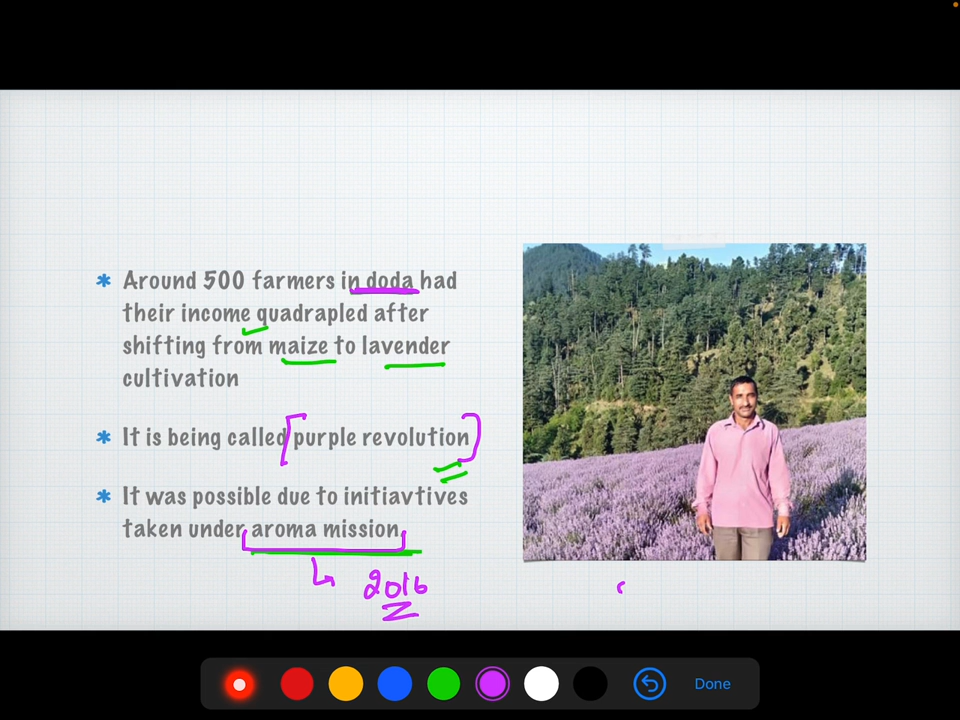 Around 500 farmers in doda had
their income quadrapled after
shifting from maize to lavender
cultivation
It is being called purple revolution
It was possible due to initiavtives
taken under aroma mission
2016
Done